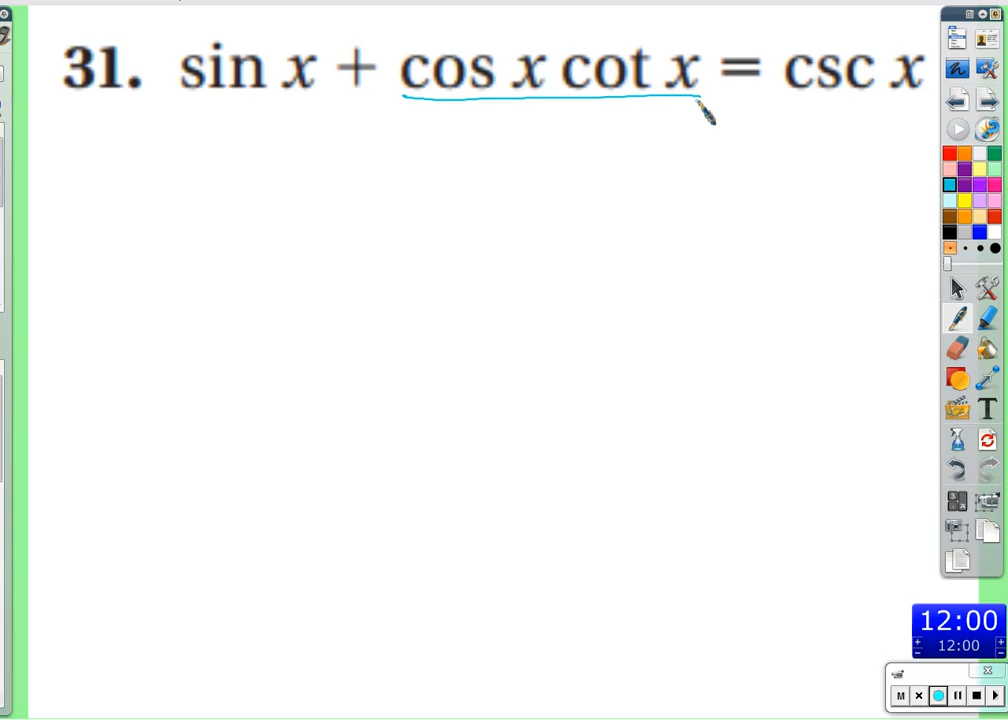 31. sin x + cos x cot x = csc x
T
12:00
12:00
M